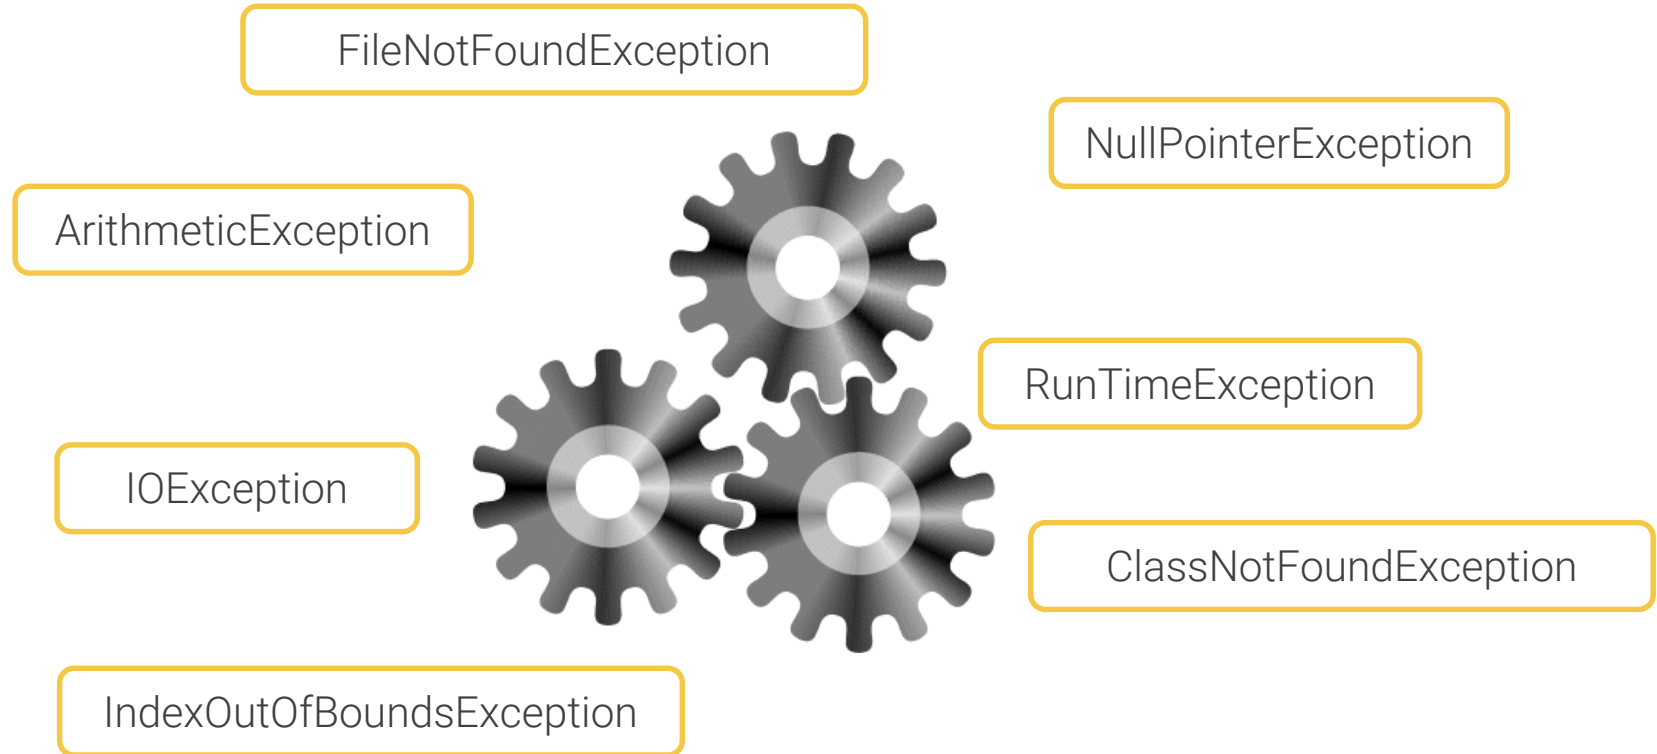 FileNotFoundException
NullPointerException
ArithmeticException
RunTimeException
IOException
ClassNotFoundException
IndexOutOfBoundsException